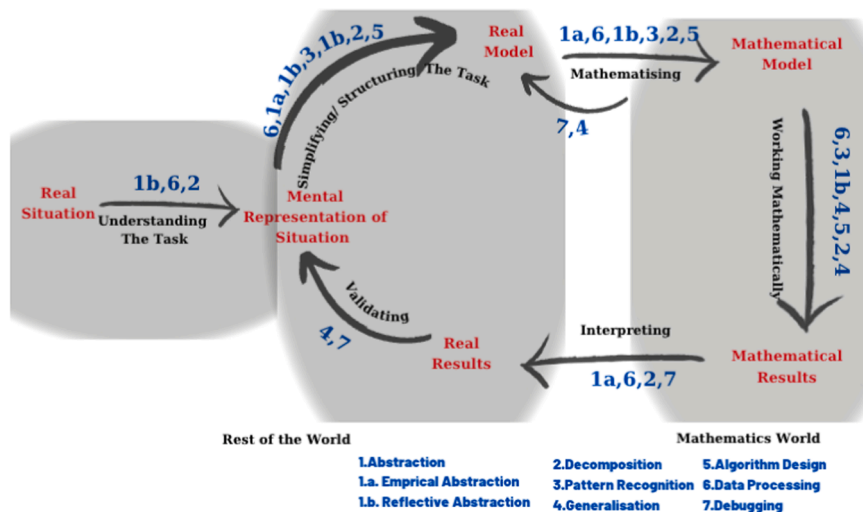 6,1a,1b,3,1b,2,5
Simplifying/ Structuring The Task
Real
Model
1a,6,1b,3,2,5
Mathematising
7,4
Mathematical
Model
6,3,1b,4,5,2,4
Working Mathematically
Real
Situation
1b,6,2
Understanding
The Task
Mental
Representation of
Situation
Validating
4,7
Real
Results
Interpreting
1a,6,2,7
Mathematical
Results
Rest of the World
Mathematics World
1.Abstraction
1.a. Emprical Abstraction
1.b. Reflective Abstraction
2.Decomposition
3.Pattern Recognition
4.Generalisation
5.Algorithm Design
6.Data Processing
7.Debugging